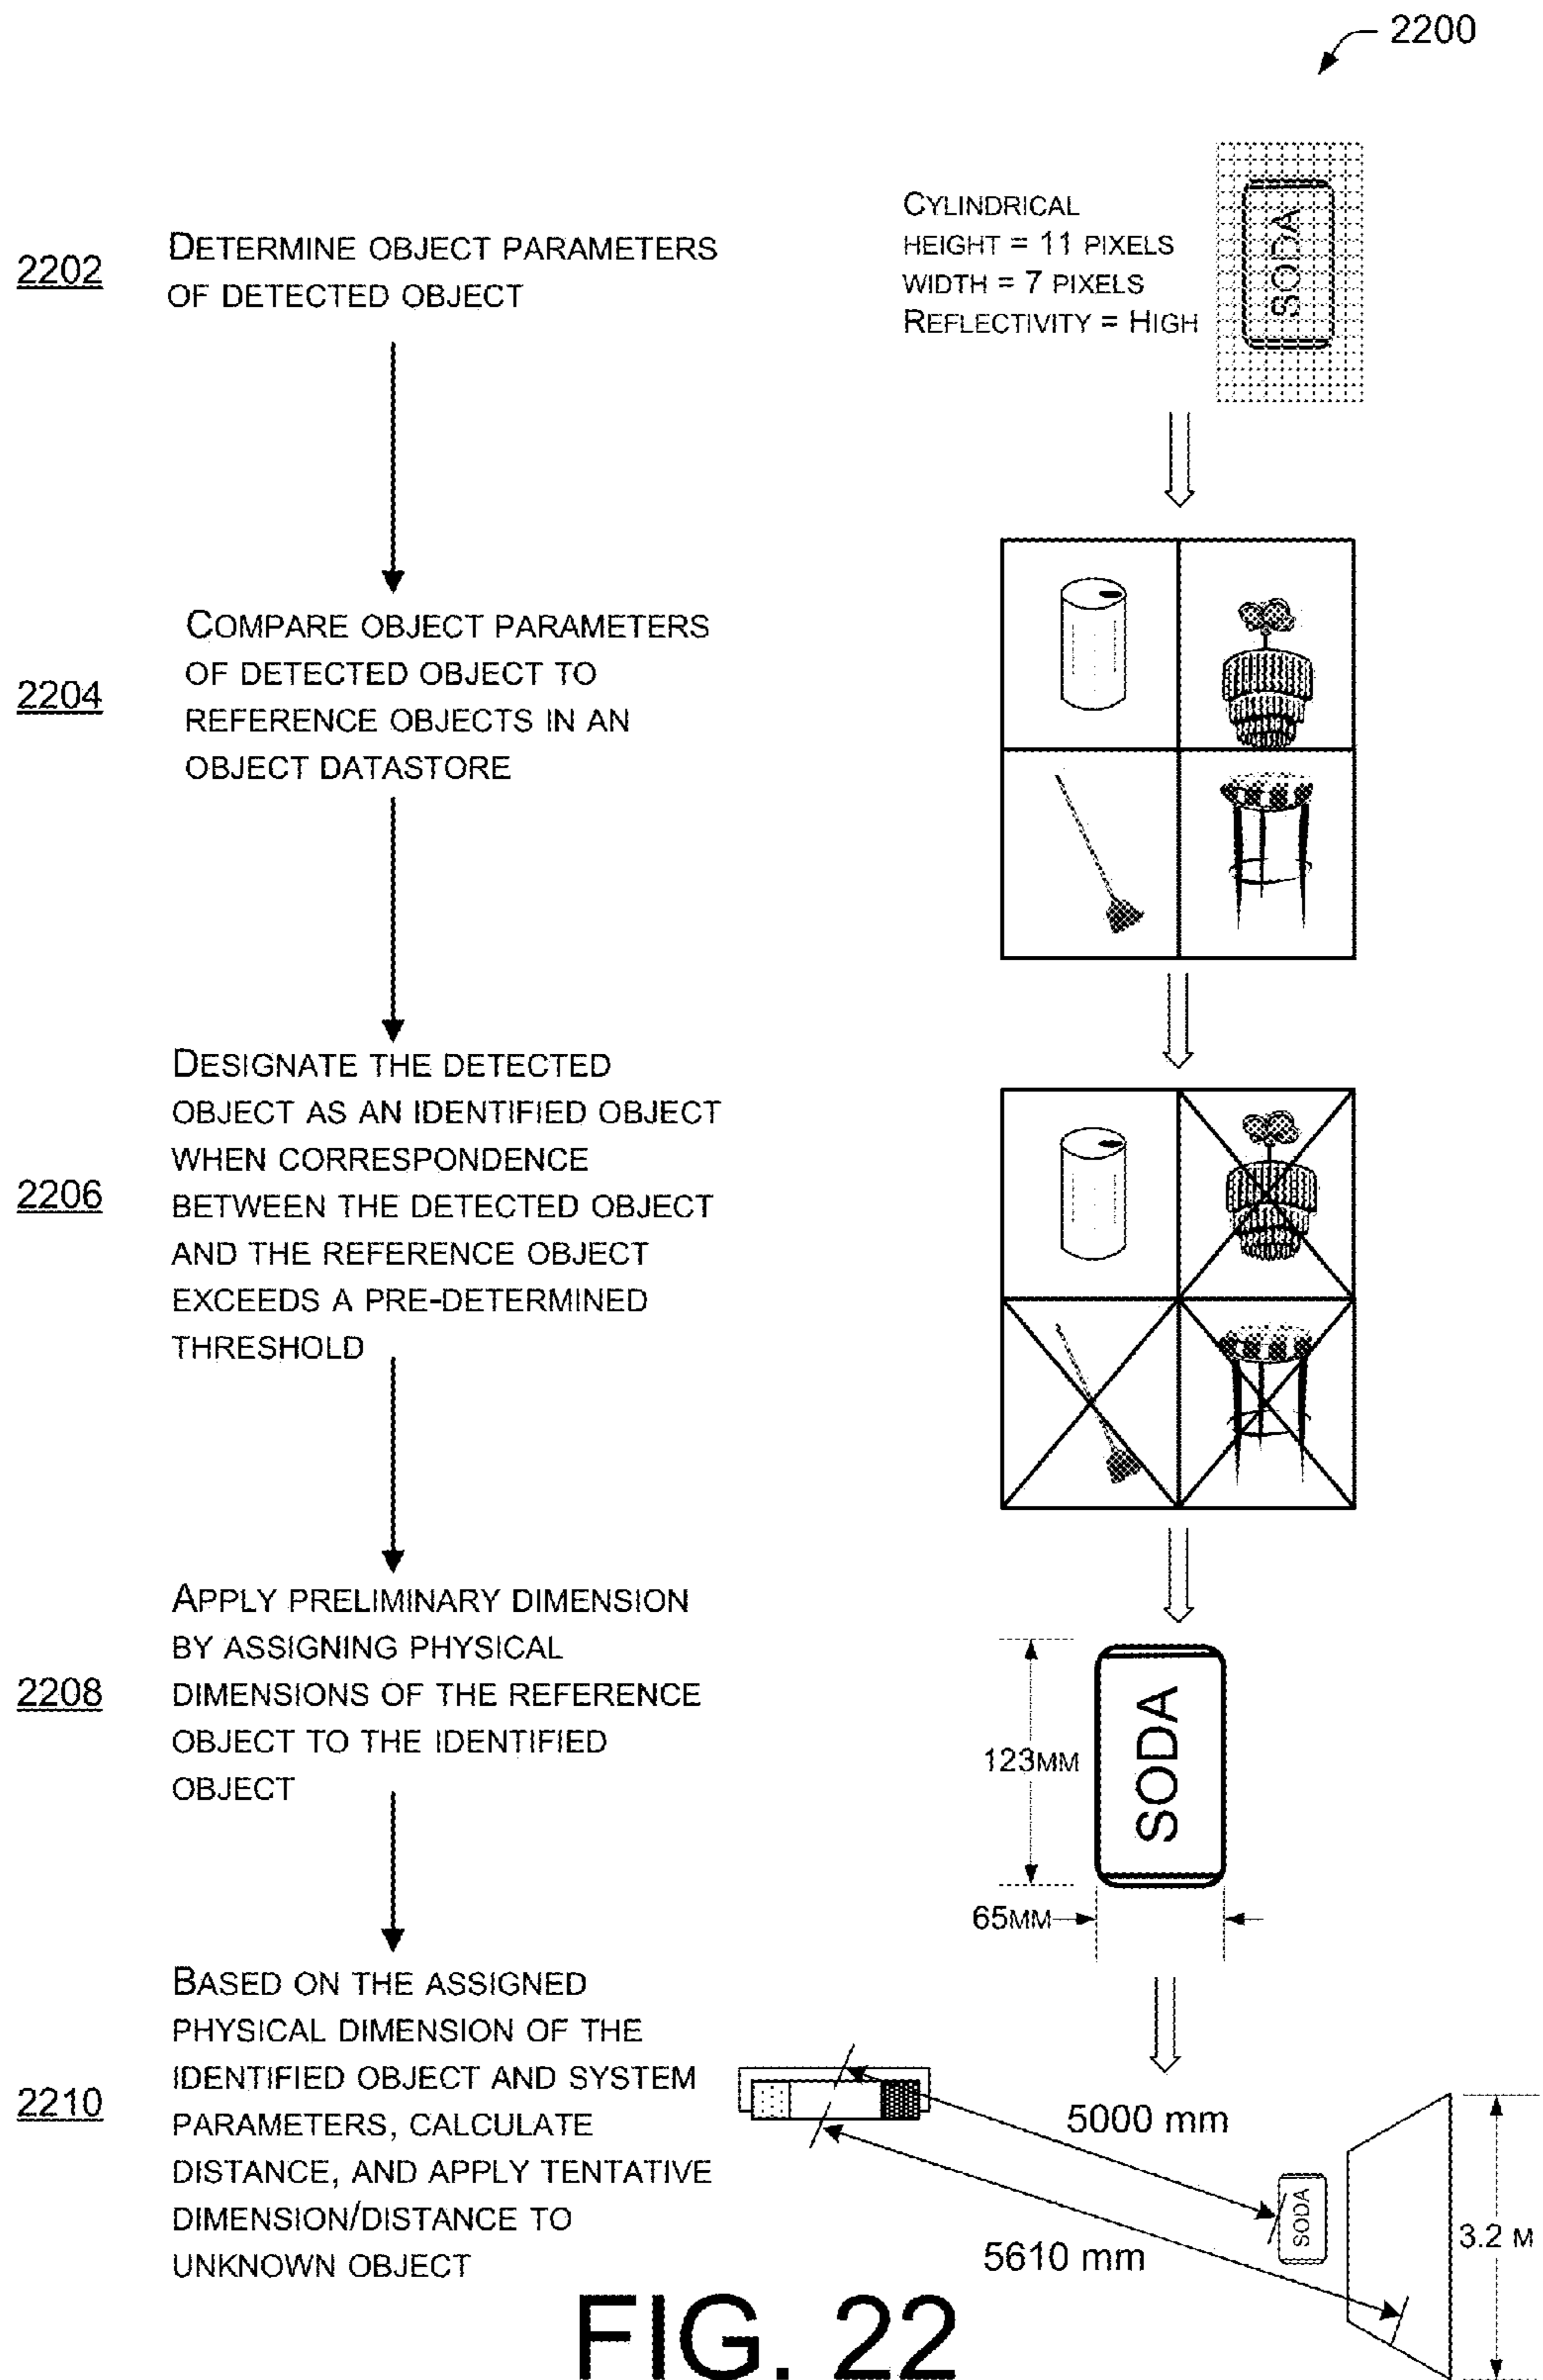 2200
2202
DETERMINE OBJECT PARAMETERS
OF DETECTED OBJECT
CYLINDRICAL
HEIGHT = 11 PIXELS
WIDTH = 7 PIXELS
REFLECTIVITY = HIGH
SODA
2204
COMPARE OBJECT PARAMETERS
OF DETECTED OBJECT TO
REFERENCE OBJECTS IN AN
OBJECT DATASTORE
2206
DESIGNATE THE DETECTED
OBJECT AS AN IDENTIFIED OBJECT
WHEN CORRESPONDENCE
BETWEEN THE DETECTED OBJECT
AND THE REFERENCE OBJECT
EXCEEDS A PRE-DETERMINED
THRESHOLD
2208
APPLY PRELIMINARY DIMENSION
BY ASSIGNING PHYSICAL
DIMENSIONS OF THE REFERENCE
OBJECT TO THE IDENTIFIED
OBJECT
123MM
SODA
65MM
2210
BASED ON THE ASSIGNED
PHYSICAL DIMENSION OF THE
IDENTIFIED OBJECT AND SYSTEM
PARAMETERS, CALCULATE
DISTANCE, AND APPLY TENTATIVE
DIMENSION/DISTANCE TO
UNKNOWN OBJECT
5000 mm
SODA
3.2 M
5610 mm
FIG. 22